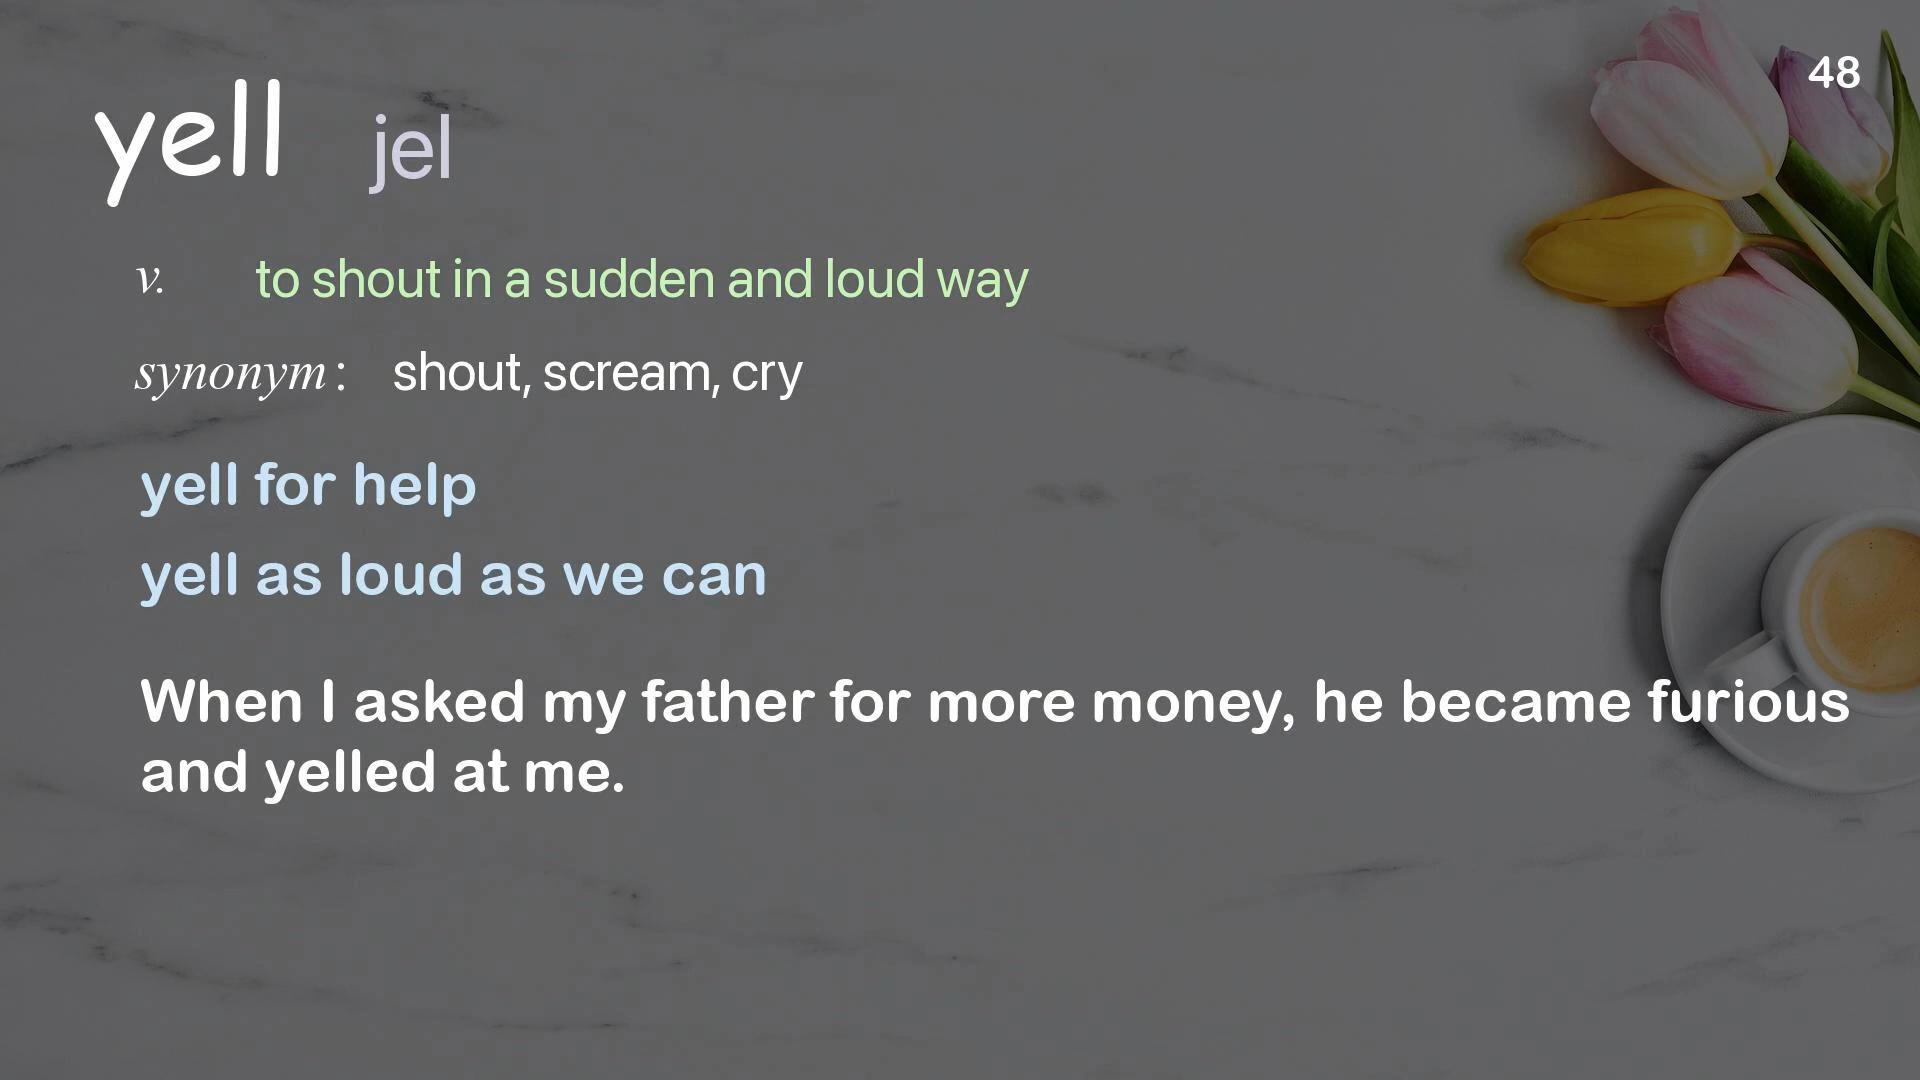 48
yell jel
v. to shout in a sudden and loud way
synonym: shout, scream, cry
yell for help
yell as loud as we can
When I asked my father for more money, he became furious
and yelled at me.